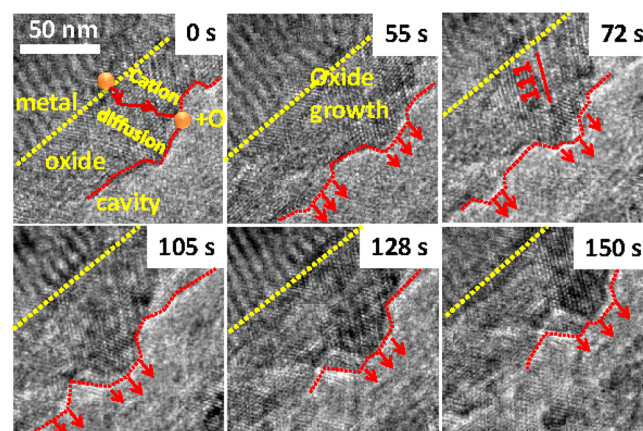 50 nm
0 s
Cation
diffusion
+O
metal
oxide
cavity
55 s
Oxide
growth
72 s
111
105 s
128 s
150 s